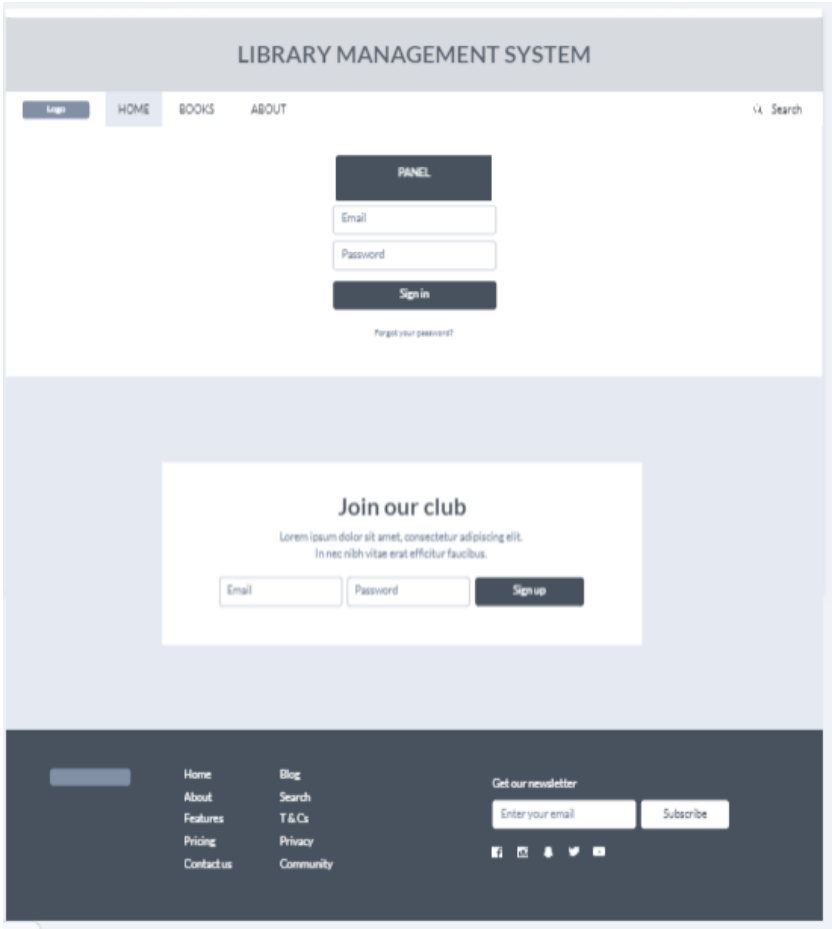 LIBRARY MANAGEMENT SYSTEM
Logo HOME BOOKS ABOUT Search
PANEL
Email
Password
Sign in
Forgot your password?
Join our club
Lorem ipsum dolor sit amet, consectetur adipiscing elit.
In nec nibh vitae erat efficitur faucibus.
Email Password Sign up
Home
About
Features
Pricing
Contact us
Blog
Search
T & Cs
Privacy
Community
Get our newsletter
Enter your email Subscribe